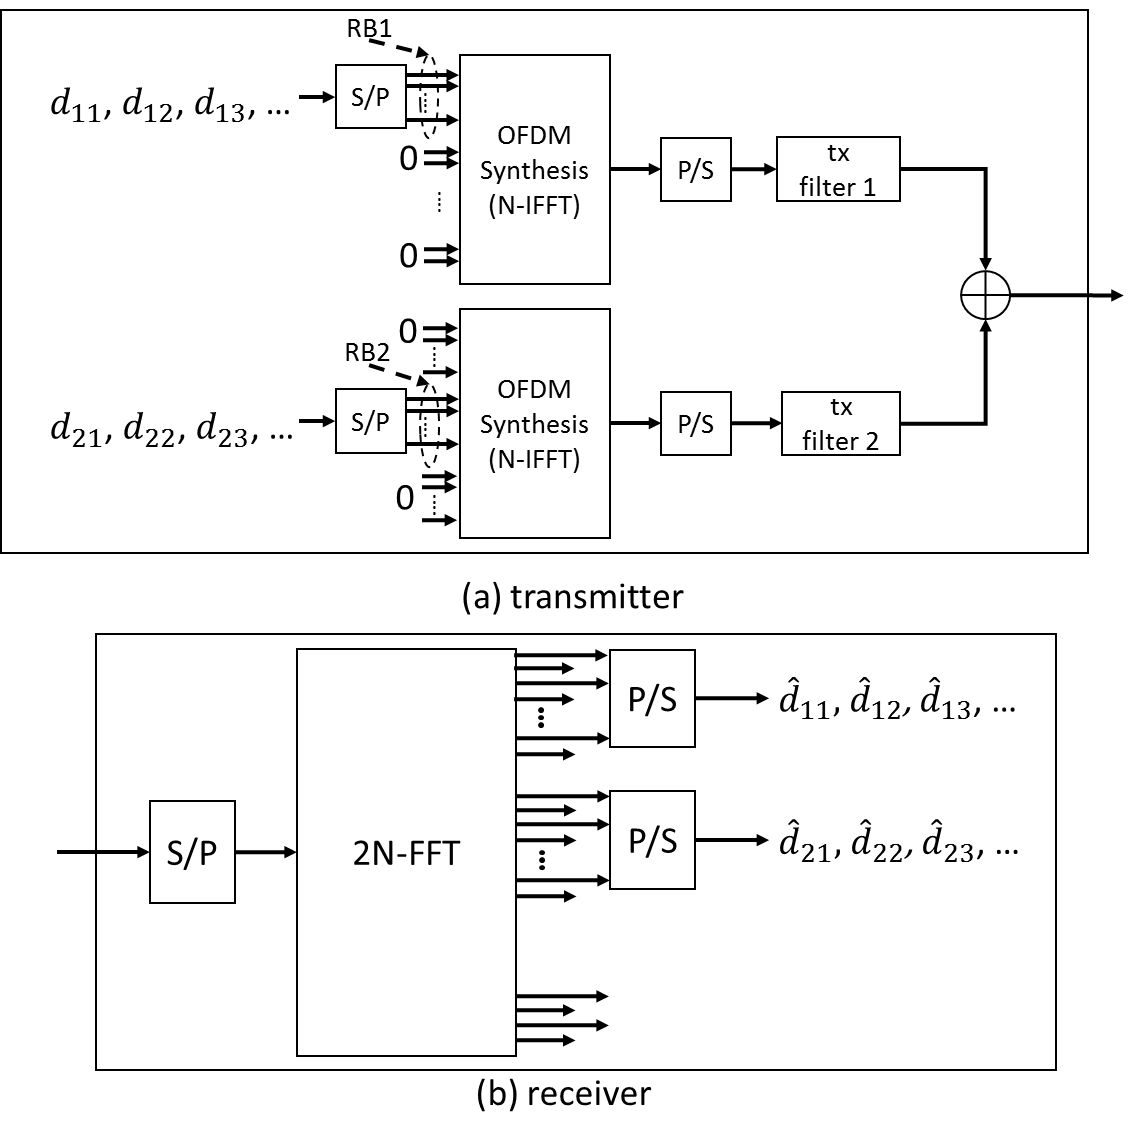 RB1
d₁₁, d₁₂, d₁₃, ...
S/P
0
0
OFDM
Synthesis
(N-IFFT)
P/S
tx
filter 1
0
RB2
d₂₁, d₂₂, d₂₃, ...
S/P
0
OFDM
Synthesis
(N-IFFT)
P/S
tx
filter 2
(a) transmitter
S/P
2N-FFT
P/S
d̂₁₁, d̂₁₂, d̂₁₃, ...
P/S
d̂₂₁, d̂₂₂, d̂₂₃, ...
(b) receiver